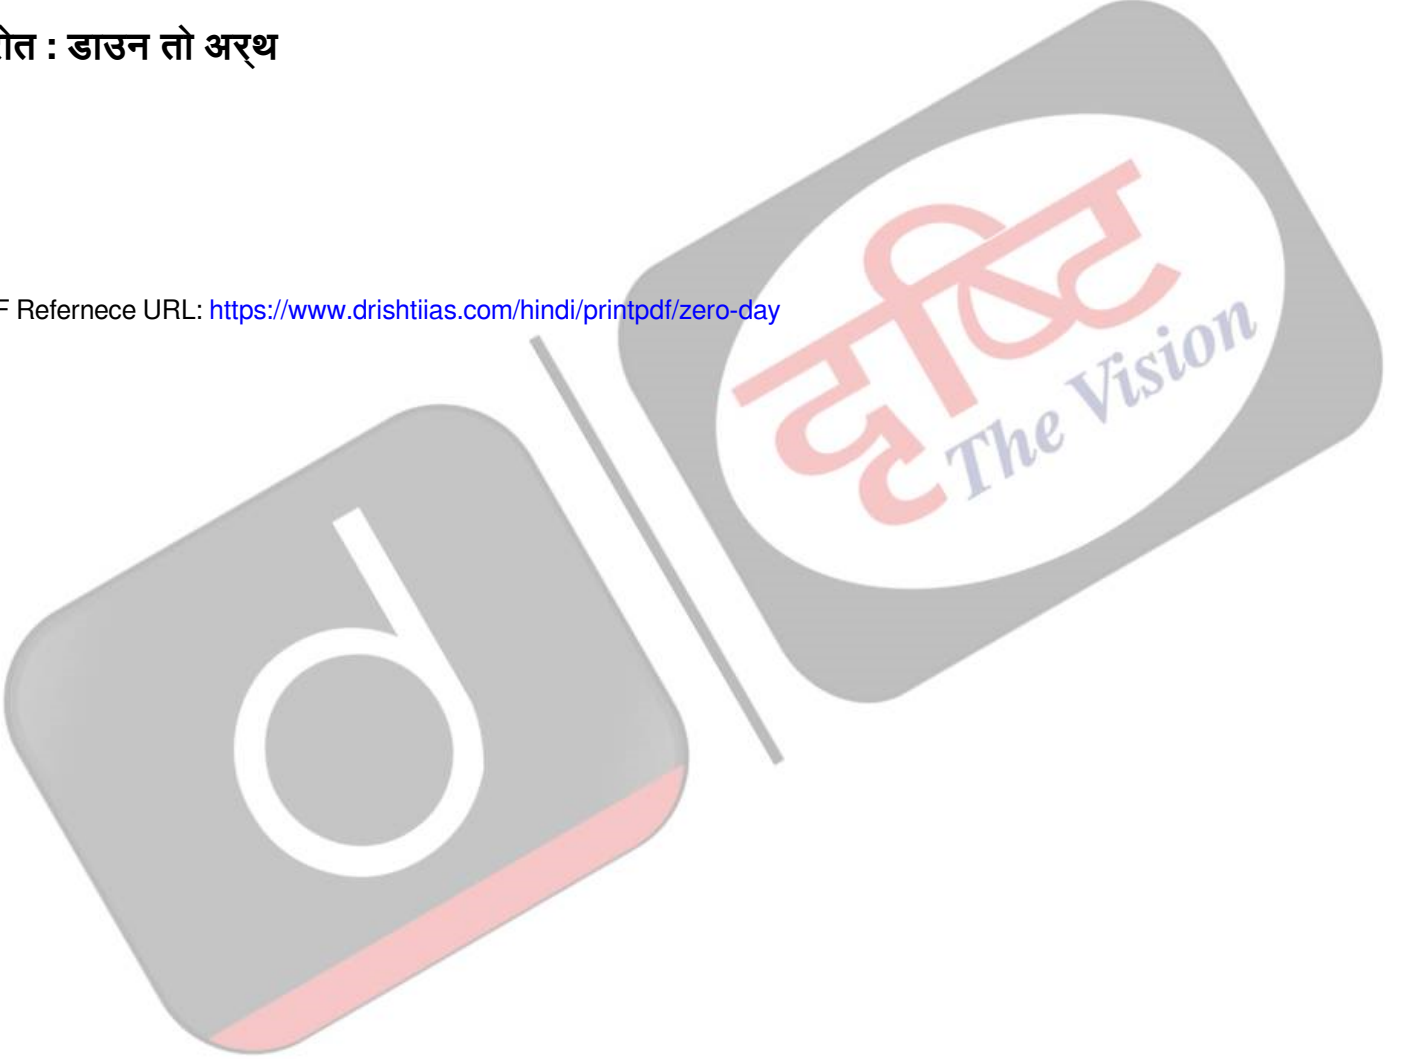 रोत : डाउन तो अर्थ
F Refernece URL: https://www.drishtiias.com/hindi/printpdf/zero-day
दृष्टि
The Vision
d